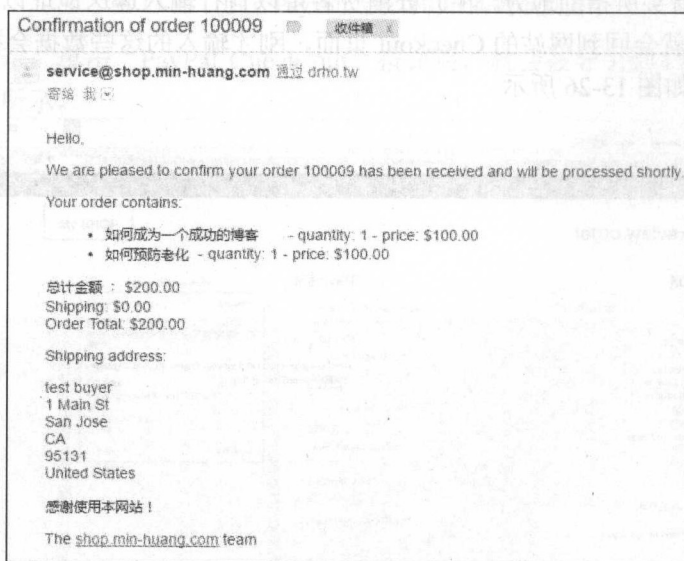 Confirmation of order 100009 收件匣 x
service@shop.min-huang.com 通过 drho.tw
寄给 我
Hello,
We are pleased to confirm your order 100009 has been received and will be processed shortly.
Your order contains:
• 如何成为一个成功的博客 - quantity: 1 - price: $100.00
• 如何预防老化 - quantity: 1 - price: $100.00
总计金额 : $200.00
Shipping: $0.00
Order Total: $200.00
Shipping address:
test buyer
1 Main St
San Jose
CA
95131
United States
感谢使用本网站！
The shop.min-huang.com team